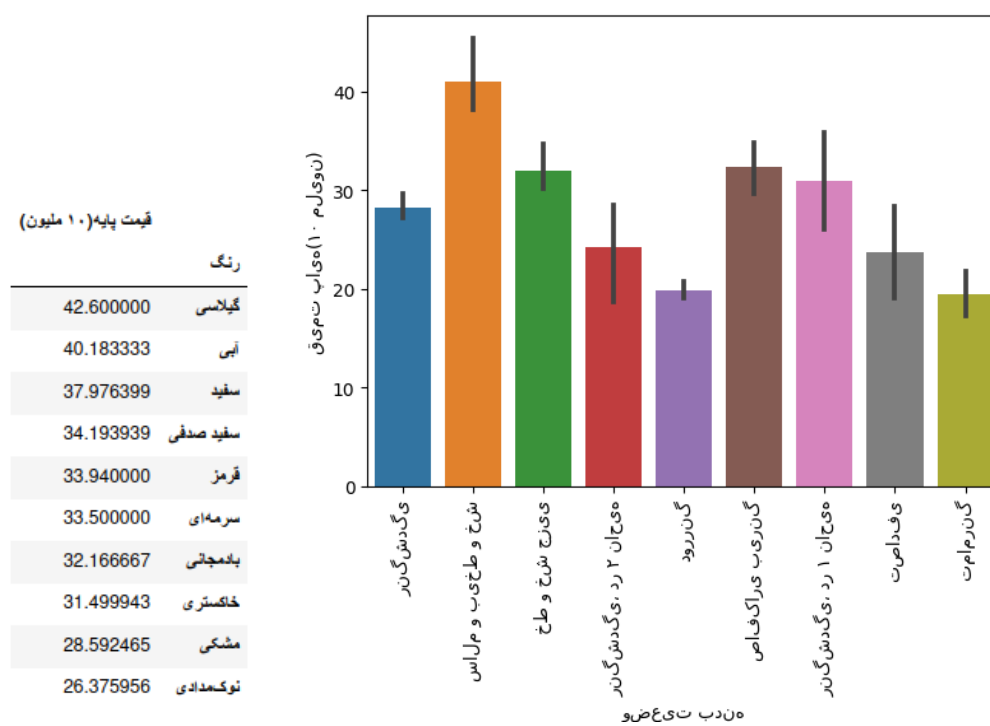 قیمت پایه(۱۰ ملیون)
رنگ
گیلاسی 42.600000
آبی 40.183333
سفید 37.976399
سفید صدفی 34.193939
قرمز 33.940000
سرمه‌ای 33.500000
بادمجانی 32.166667
خاکستری 31.499943
مشکی 28.592465
نوک‌مدادی 26.375956
قیمت پایه(۱۰ ملیون)
40
30
20
10
0
رنگ‌شدگی
سالم و بی‌خط و خش
خط و خش جزیی
رنگ‌شدگی، در ۲ ناحیه
دوررنگ
صافکاری بی‌رنگ
رنگ‌شدگی، در ۱ ناحیه
تصادفی
تمام‌رنگ
وضعیت بدنه